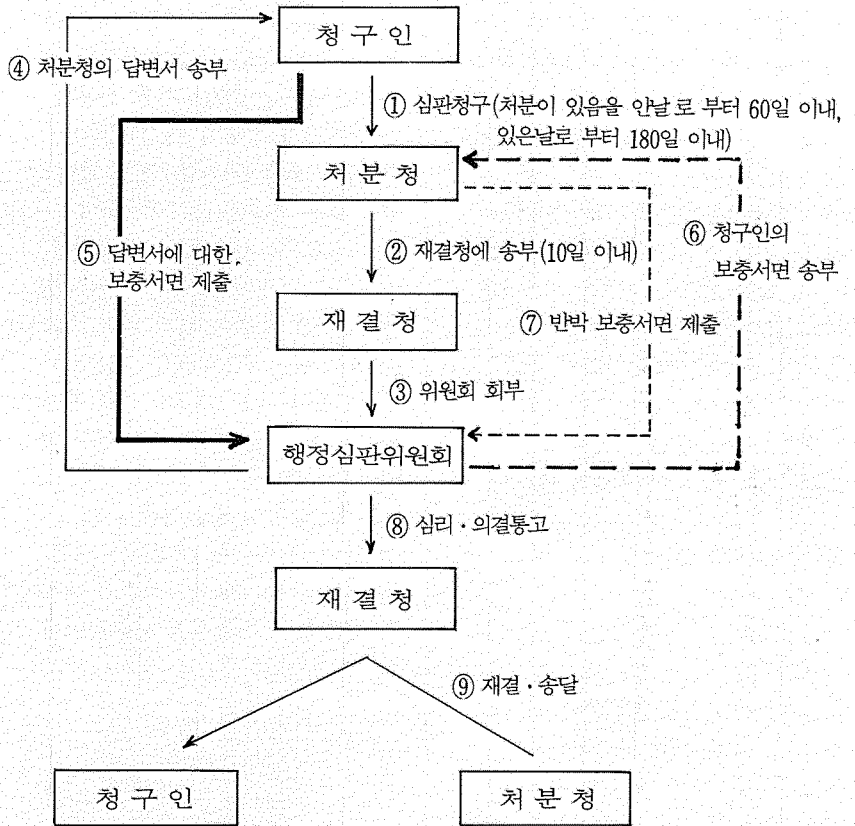 청구인
④ 처분청의 답변서 송부
① 심판청구(처분이 있음을 안날로 부터 60일 이내,
있은날로 부터 180일 이내)
처분청
⑤ 답변서에 대한.
보충서면 제출
② 재결청에 송부(10일 이내)
⑥ 청구인의
보충서면 송부
재결청
⑦ 반박 보충서면 제출
③ 위원회 회부
행정심판위원회
⑧ 심리·의결통고
재결청
⑨ 재결·송달
청구인
처분청